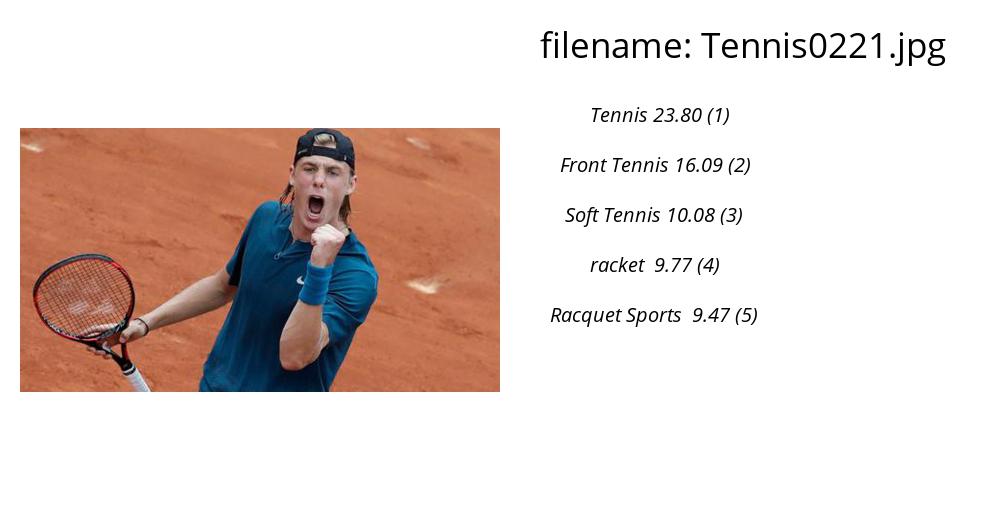 filename: Tennis0221.jpg
Tennis 23.80 (1)
Front Tennis 16.09 (2)
Soft Tennis 10.08 (3)
racket  9.77 (4)
Racquet Sports  9.47 (5)